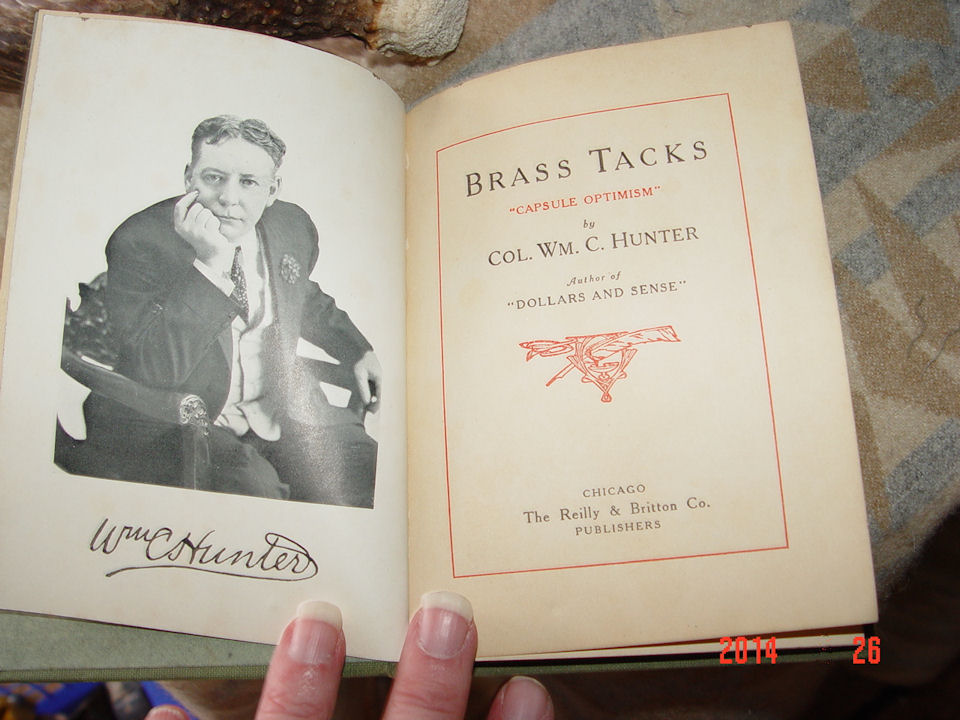 Wm C Hunter
BRASS TACKS
"CAPSULE OPTIMISM"
by
COL. WM. C. HUNTER
Author of
"DOLLARS AND SENSE"
CHICAGO
The Reilly & Britton Co.
PUBLISHERS
2014 26